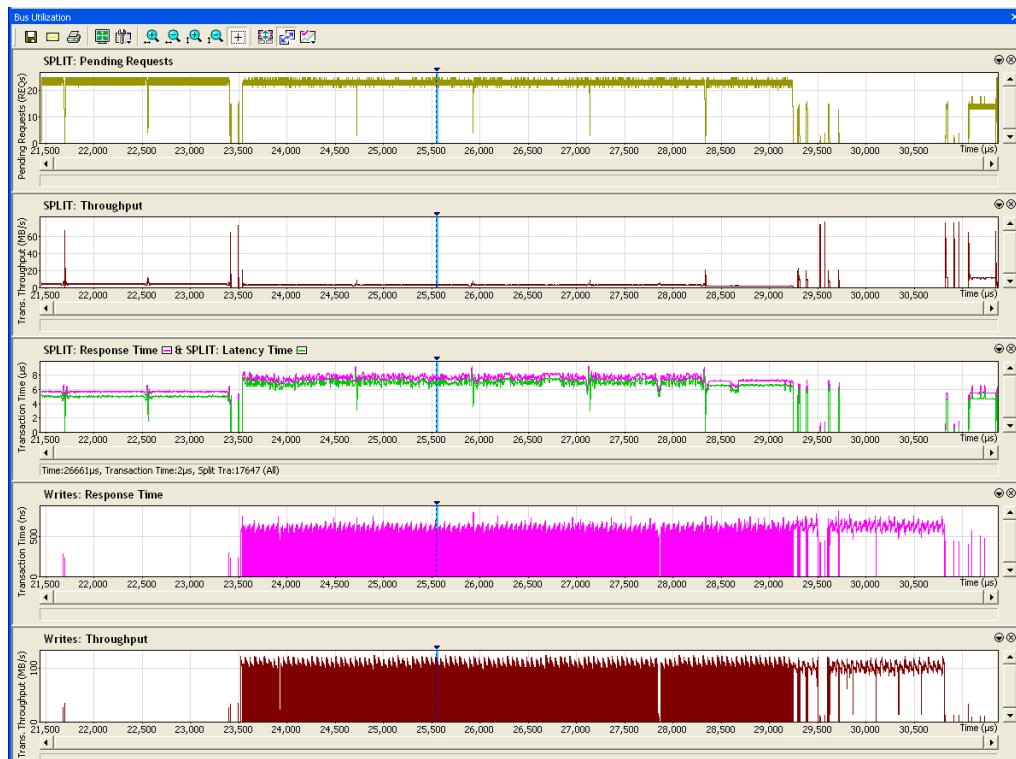 Bus Utilization
SPLIT: Pending Requests
Pending Requests (REQs)
20
10
0
21,500 22,000 22,500 23,000 23,500 24,000 24,500 25,000 25,500 26,000 26,500 27,000 27,500 28,000 28,500 29,000 29,500 30,000 30,500 Time (µs)
SPLIT: Throughput
Trans. Throughput (MB/s)
60
40
20
0
21,500 22,000 22,500 23,000 23,500 24,000 24,500 25,000 25,500 26,000 26,500 27,000 27,500 28,000 28,500 29,000 29,500 30,000 30,500 Time (µs)
SPLIT: Response Time & SPLIT: Latency Time
Transaction Time (µs)
8
6
4
2
0
21,500 22,000 22,500 23,000 23,500 24,000 24,500 25,000 25,500 26,000 26,500 27,000 27,500 28,000 28,500 29,000 29,500 30,000 30,500 Time (µs)
Time:26661µs, Transaction Time:2µs, Split Tra:17647 (All)
Writes: Response Time
Transaction Time (ns)
500
0
21,500 22,000 22,500 23,000 23,500 24,000 24,500 25,000 25,500 26,000 26,500 27,000 27,500 28,000 28,500 29,000 29,500 30,000 30,500 Time (µs)
Writes: Throughput
Trans. Throughput (MB/s)
100
0
21,500 22,000 22,500 23,000 23,500 24,000 24,500 25,000 25,500 26,000 26,500 27,000 27,500 28,000 28,500 29,000 29,500 30,000 30,500 Time (µs)